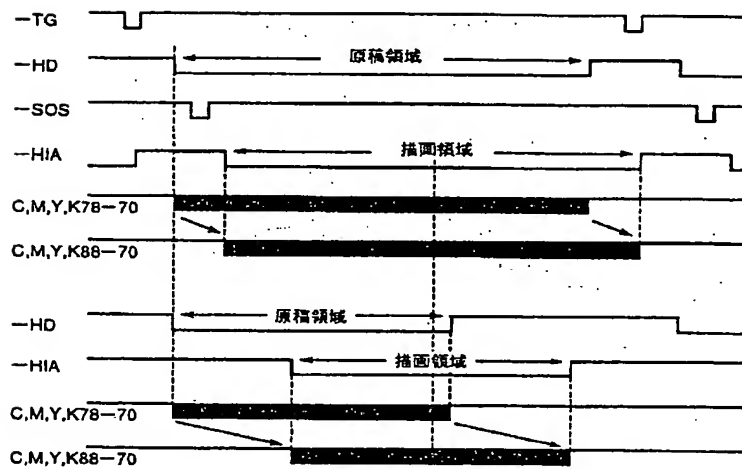 —TG
—HD
原稿領域
—SOS
—HIA
描画領域
C,M,Y,K78—70
C,M,Y,K88—70
—HD
原稿領域
—HIA
描画領域
C,M,Y,K78—70
C,M,Y,K88—70